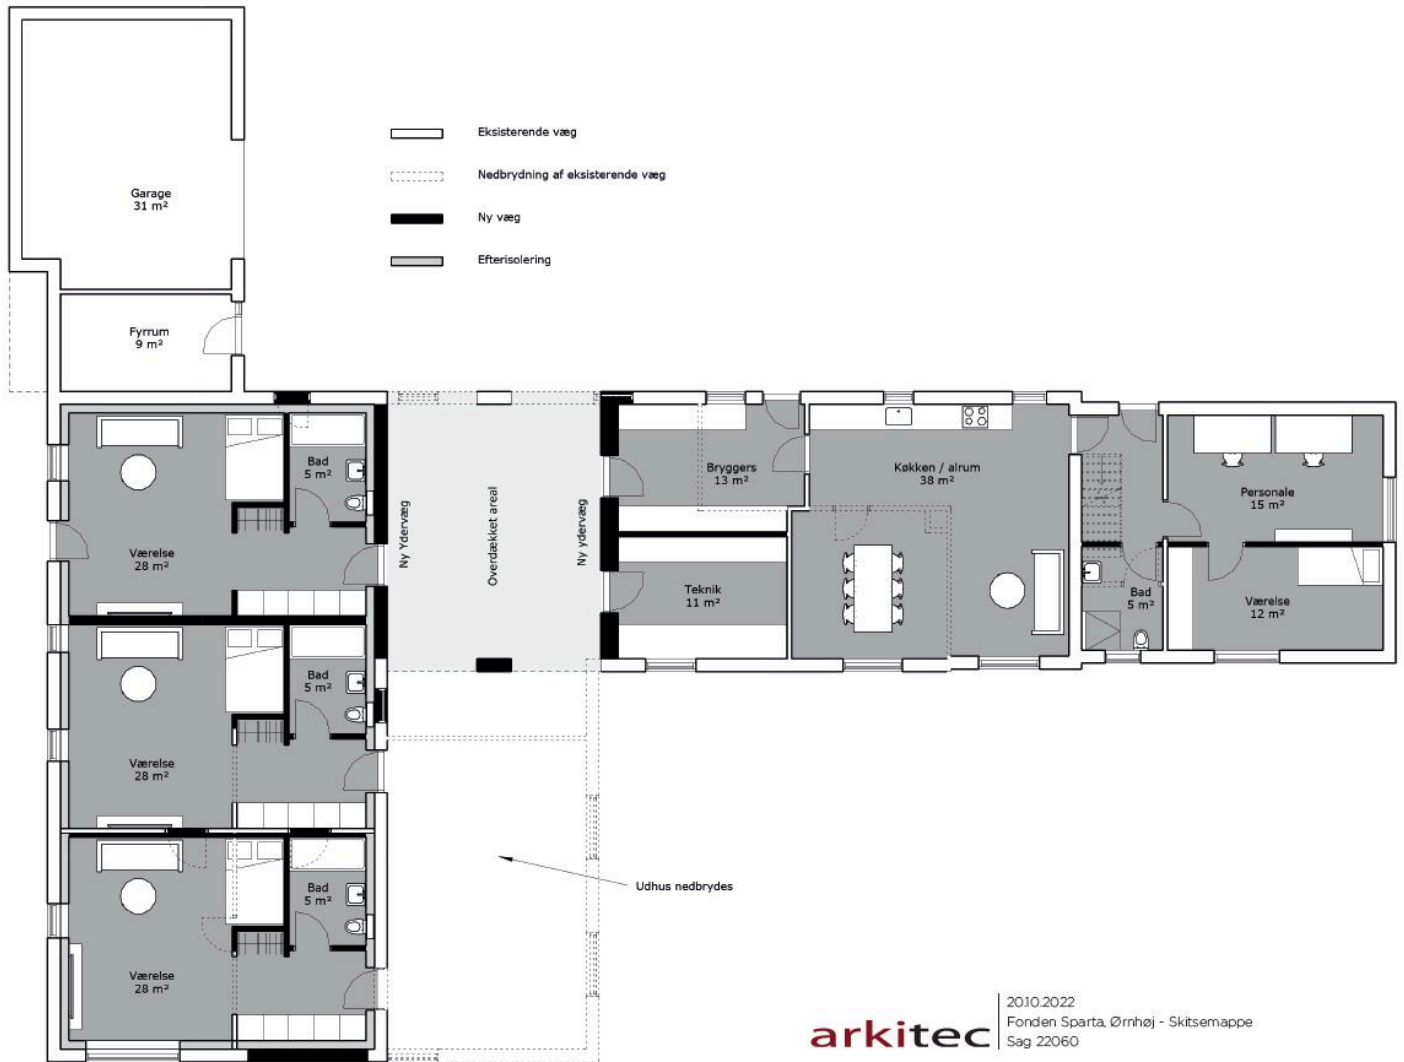 Eksisterende væg
Nedbrydning af eksisterende væg
Ny væg
Efterisolering
Garage
31 m²
Fyrrum
9 m²
Værelse
28 m²
Bad
5 m²
Ny Ydervæg
Overdækket areal
Ny ydervæg
Bryggers
13 m²
Køkken / alrum
38 m²
Personale
15 m²
Teknik
11 m²
Bad
5 m²
Værelse
12 m²
Værelse
28 m²
Bad
5 m²
Værelse
28 m²
Bad
5 m²
Udhus nedbrydes
arkitec
20.10.2022
Fonden Sparta, Ørnhøj - Skitsemappe
Sag 22060